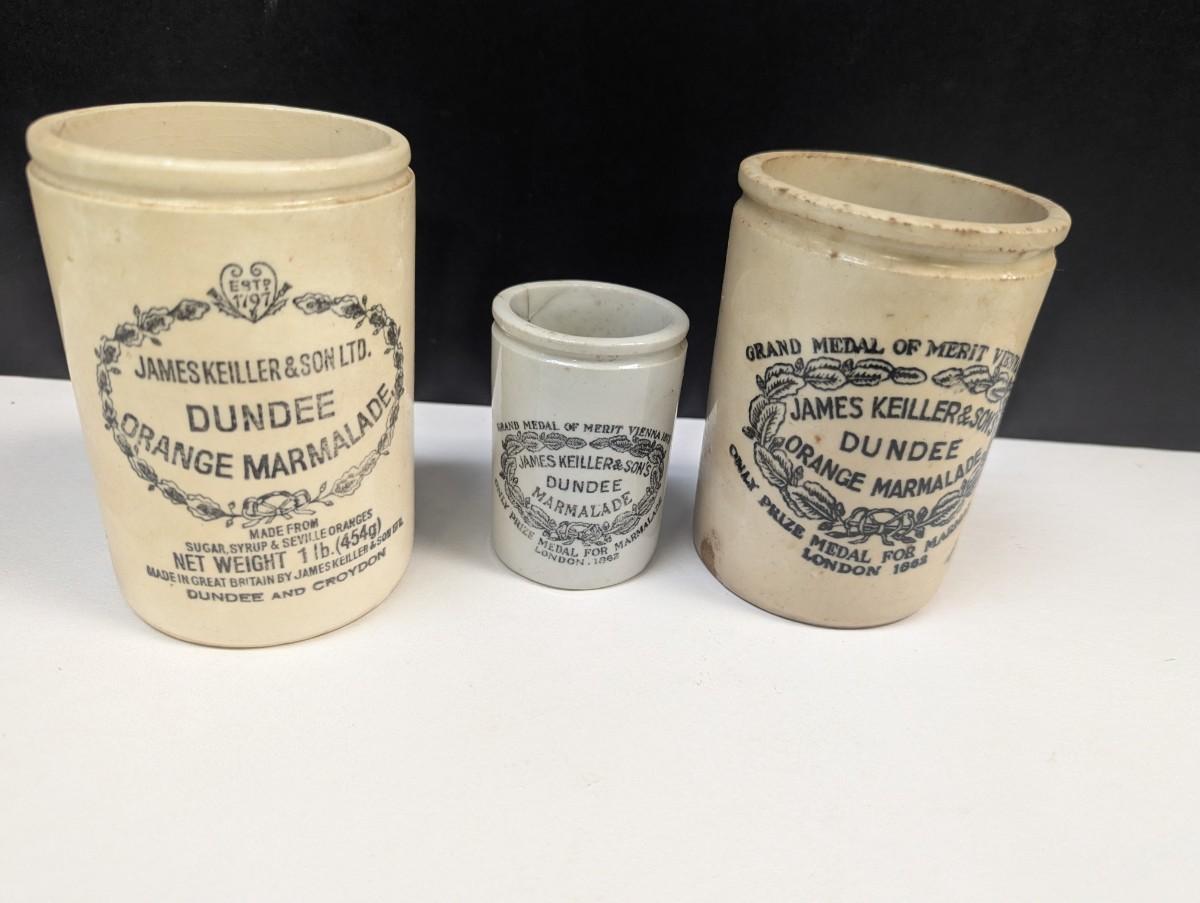 ESTD
1797
JAMES KEILLER & SON LTD.
DUNDEE
ORANGE MARMALADE.
MADE FROM
SUGAR, SYRUP & SEVILLE ORANGES
NET WEIGHT 1 lb. (454g)
MADE IN GREAT BRITAIN BY JAMES KEILLER & SON LTD.
DUNDEE AND CROYDON
GRAND MEDAL OF MERIT VIENNA
JAMES KEILLER & SON'S
DUNDEE
MARMALADE
ONLY PRIZE MEDAL FOR MARMALADE
LONDON. 1862
GRAND MEDAL OF MERIT VIENN
JAMES KEILLER & SON'S
DUNDEE
ORANGE MARMALADE
ONLY PRIZE MEDAL FOR MAR
LONDON 1862